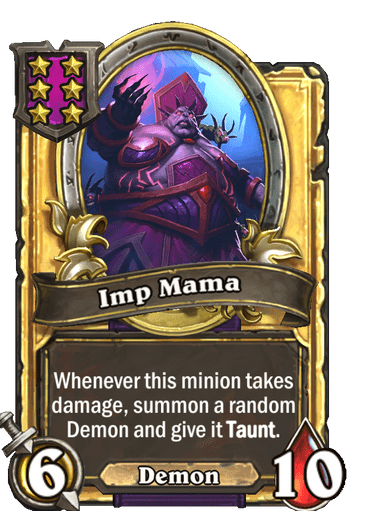 Imp Mama
Whenever this minion takes
damage, summon a random
Demon and give it Taunt.
6
Demon
10